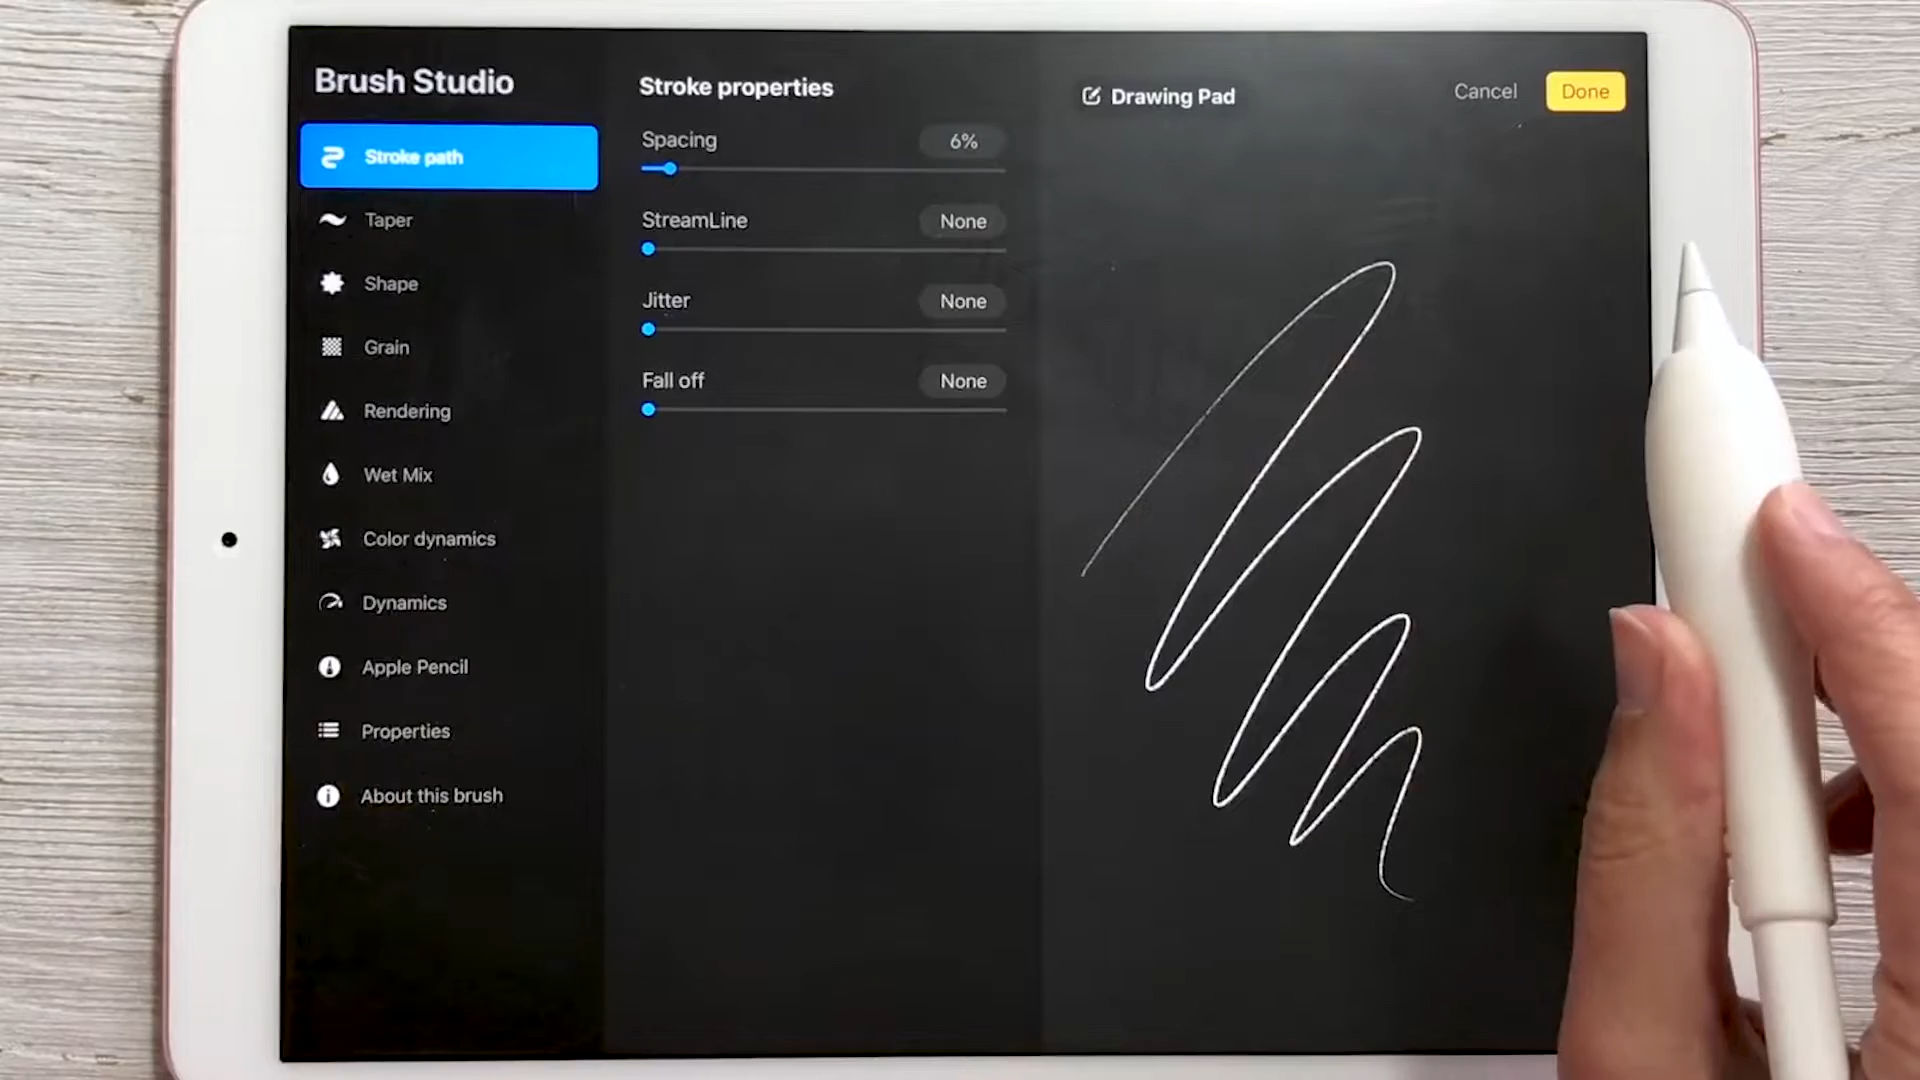 Brush Studio
Stroke path
Taper
Shape
Grain
Rendering
Wet Mix
Color dynamics
Dynamics
Apple Pencil
Properties
About this brush
Stroke properties
Spacing 6%
StreamLine None
Jitter None
Fall off None
Drawing Pad
Cancel
Done